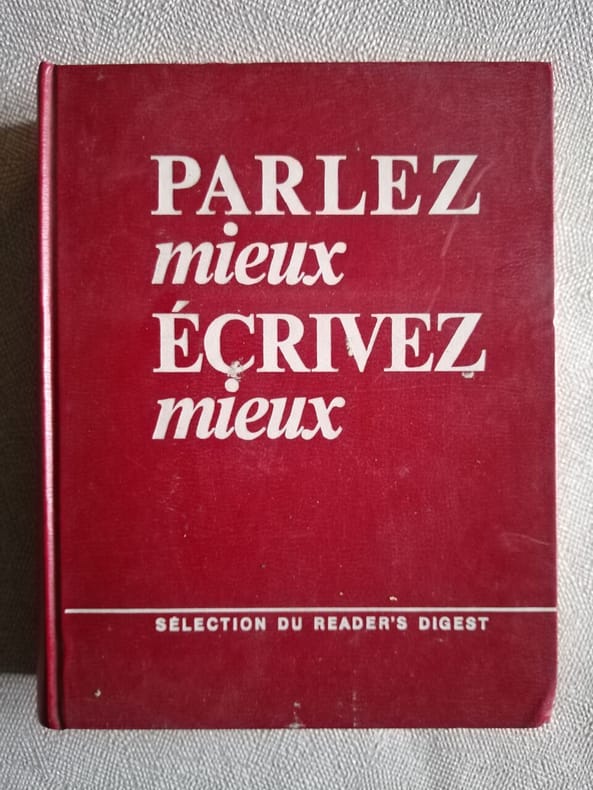 PARLEZ
mieux
ÉCRIVEZ
mieux
SÉLECTION DU READER'S DIGEST